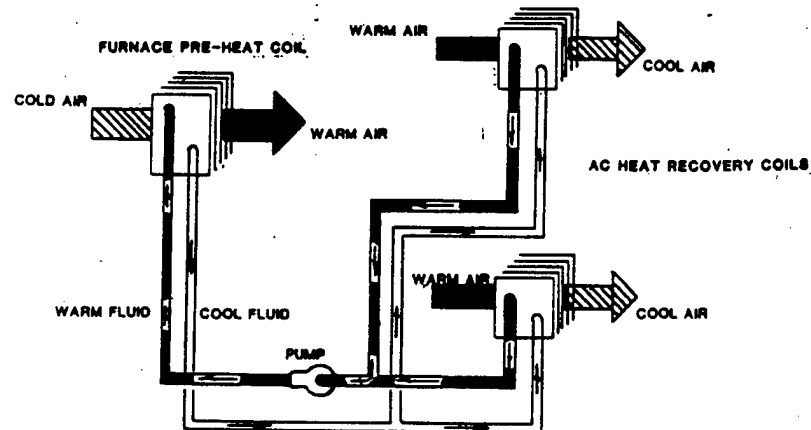 WARM AIR
FURNACE PRE-HEAT COIL
COOL AIR
COLD AIR
WARM AIR
AC HEAT RECOVERY COILS
WARM AIR
WARM FLUID
COOL FLUID
COOL AIR
PUMP